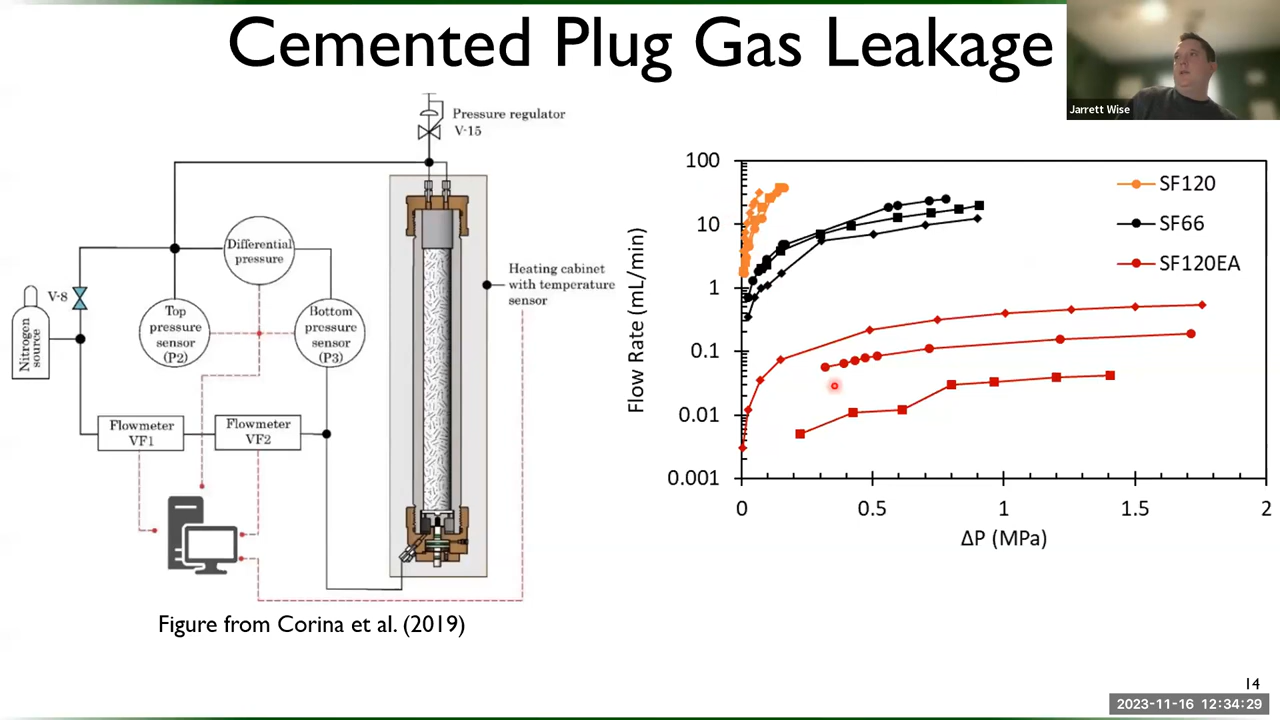 Cemented Plug Gas Leakage
Jarrett Wise
Pressure regulator
V-15
Differential
pressure
V-8
Nitrogen
source
Top
pressure
sensor
(P2)
Bottom
pressure
sensor
(P3)
Heating cabinet
with temperature
sensor
Flowmeter
VF1
Flowmeter
VF2
Figure from Corina et al. (2019)
Flow Rate (mL/min)
100
10
1
0.1
0.01
0.001
0
0.5
1
1.5
2
ΔP (MPa)
SF120
SF66
SF120EA
14
2023-11-16 12:34:29